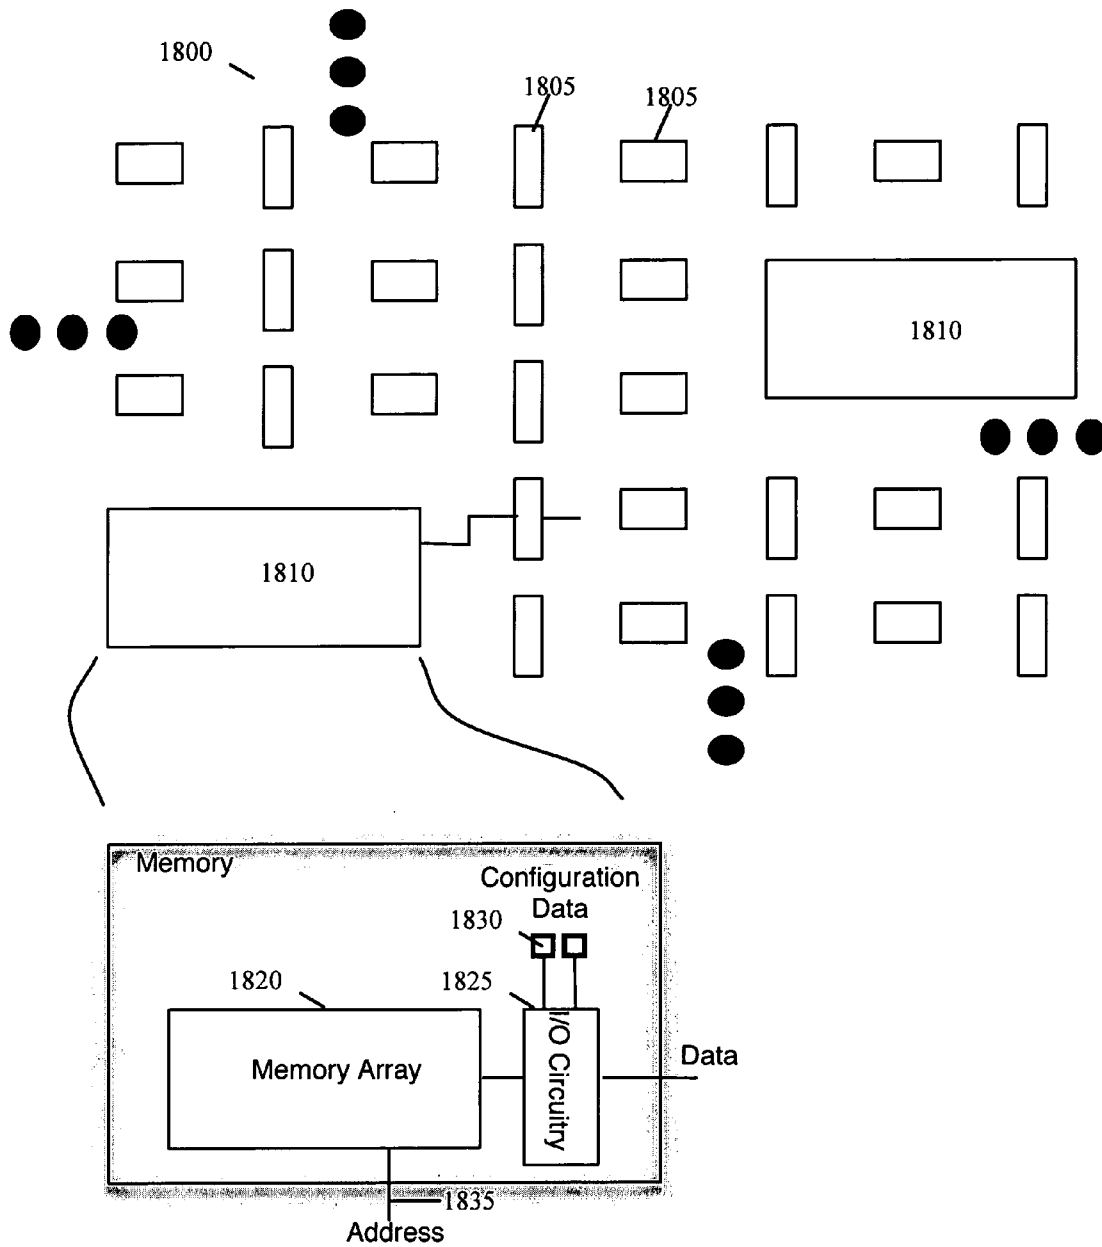 1800
1805
1805
1810
1810
Memory
Configuration
Data
1830
1820
1825
Memory Array
I/O Circuitry
Data
1835
Address